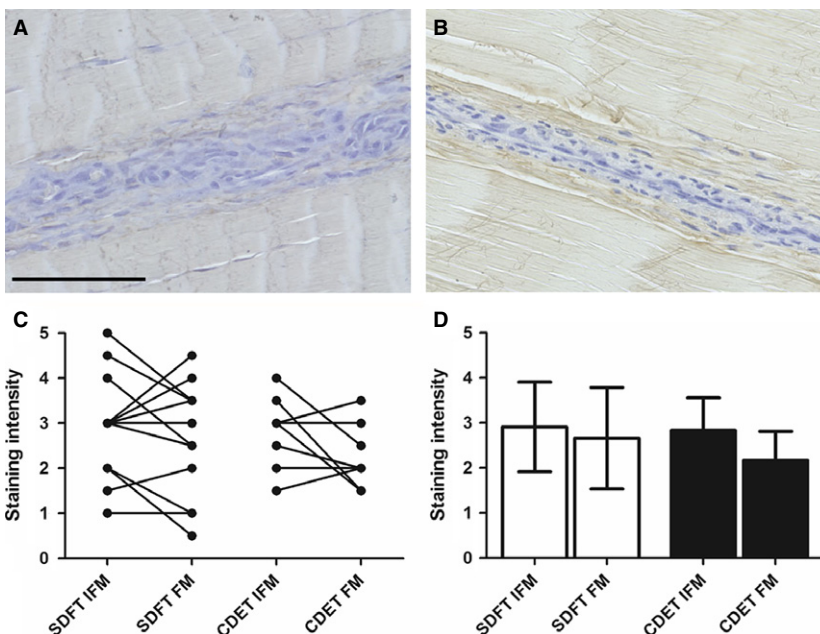 A
B
C
D
Staining intensity
5
4
3
2
1
0
SDFT IFM
SDFT FM
CDET IFM
CDET FM
Staining intensity
5
4
3
2
1
0
SDFT IFM
SDFT FM
CDET IFM
CDET FM